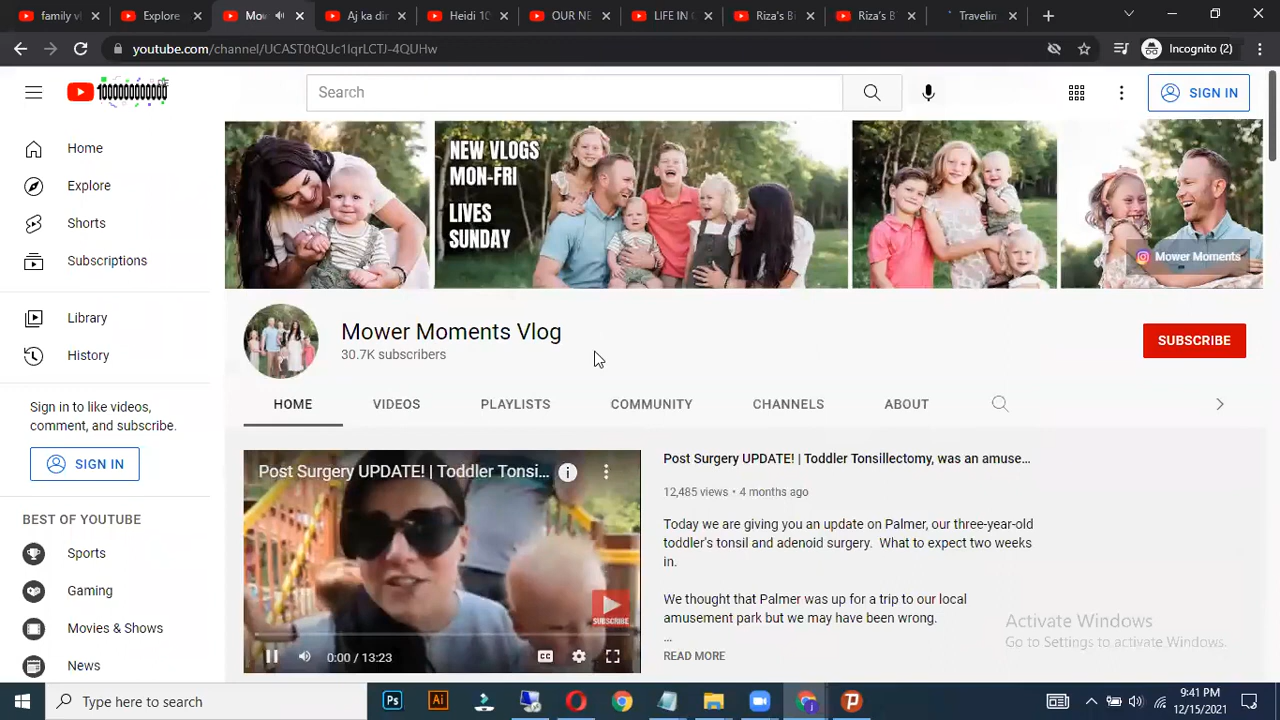 family vl
Explore
Mow
Aj ka di
Heidi 10
OUR NE
LIFE IN
Riza's B
Riza's B
Travelin
youtube.com/channel/UCAST0tQUc1IqrLCTJ-4QUHw
Incognito (2)
100000000000
Search
SIGN IN
Home
Explore
Shorts
Subscriptions
Library
History
Sign in to like videos,
comment, and subscribe.
SIGN IN
BEST OF YOUTUBE
Sports
Gaming
Movies & Shows
News
NEW VLOGS
MON-FRI
LIVES
SUNDAY
Mower Moments
Mower Moments Vlog
30.7K subscribers
SUBSCRIBE
HOME
VIDEOS
PLAYLISTS
COMMUNITY
CHANNELS
ABOUT
Post Surgery UPDATE! | Toddler Tonsi...
SUBSCRIBE
0:00 / 13:23
Post Surgery UPDATE! | Toddler Tonsillectomy, was an amuse...
12,485 views • 4 months ago
Today we are giving you an update on Palmer, our three-year-old
toddler's tonsil and adenoid surgery. What to expect two weeks
in.
We thought that Palmer was up for a trip to our local
amusement park but we may have been wrong.
...
READ MORE
Activate Windows
Go to Settings to activate Windows.
Type here to search
Ps
Ai
9:41 PM
12/15/2021